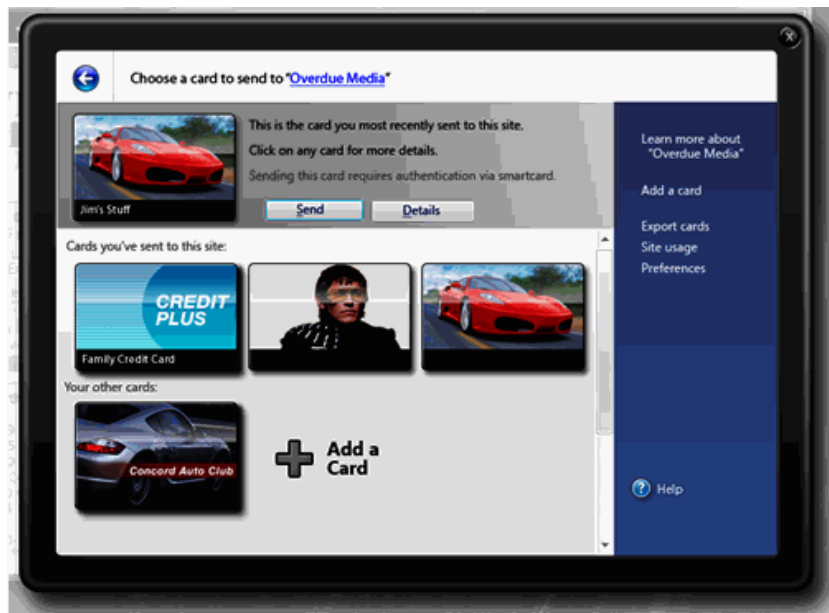 Choose a card to send to "Overdue Media"
This is the card you most recently sent to this site.
Click on any card for more details.
Sending this card requires authentication via smartcard.
Jim's Stuff
Send
Details
Learn more about
"Overdue Media"
Add a card
Export cards
Site usage
Preferences
Cards you've sent to this site:
CREDIT
PLUS
Family Credit Card
Your other cards:
Concord Auto Club
Add a
Card
Help